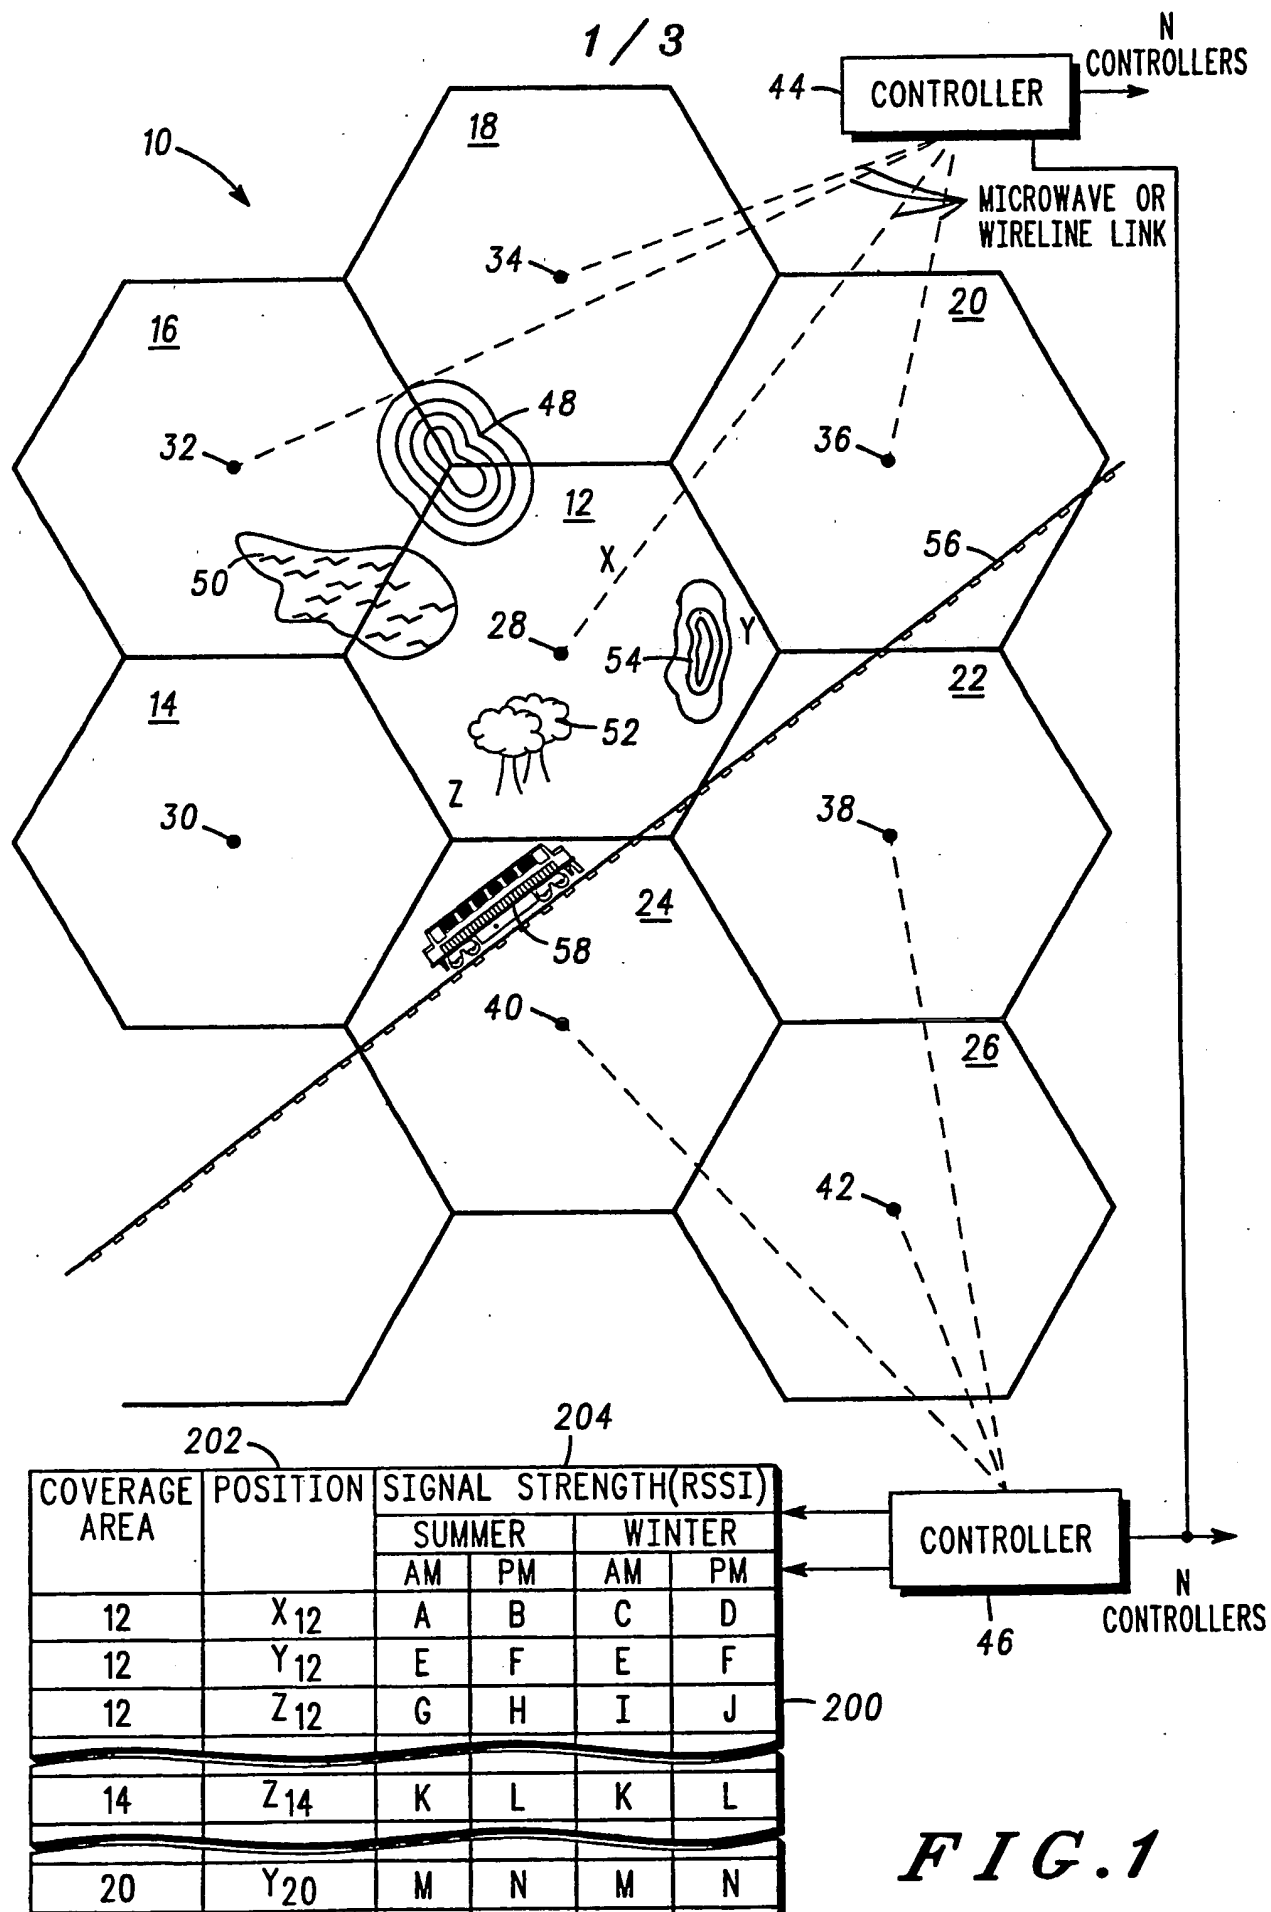 1/3
N
CONTROLLERS
44
CONTROLLER
10
18
MICROWAVE OR
WIRELINE LINK
34
20
16
48
32
36
12
56
X
50
28
Y
54
22
14
52
Z
30
38
24
58
40
26
42
202
204
COVERAGE
AREA
POSITION
SIGNAL STRENGTH(RSSI)
SUMMER
WINTER
AM PM AM PM
12 X12 A B C D
12 Y12 E F E F
12 Z12 G H I J
14 Z14 K L K L
20 Y20 M N M N
200
CONTROLLER
46
N
CONTROLLERS
FIG.1